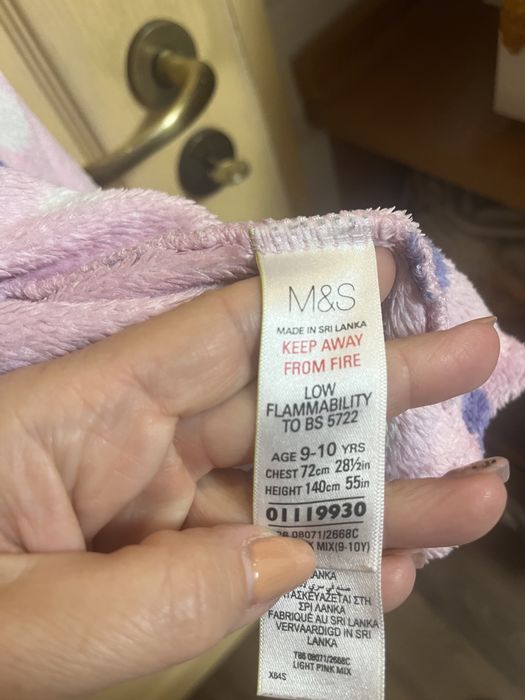 M&S
MADE IN SRI LANKA
KEEP AWAY
FROM FIRE
LOW
FLAMMABILITY
TO BS 5722
AGE 9-10 YRS
CHEST 72cm 28½in
HEIGHT 140cm 55in
01119930
08071/2668C
MIX(9-10Y)
ΣΤΗ
ΣΡΙ ΛΑΝΚΑ
FABRIQUÉ AU SRI LANKA
VERVAARDIGD IN SRI LANKA
T86 08071/2668C
LIGHT PINK MIX
X84S